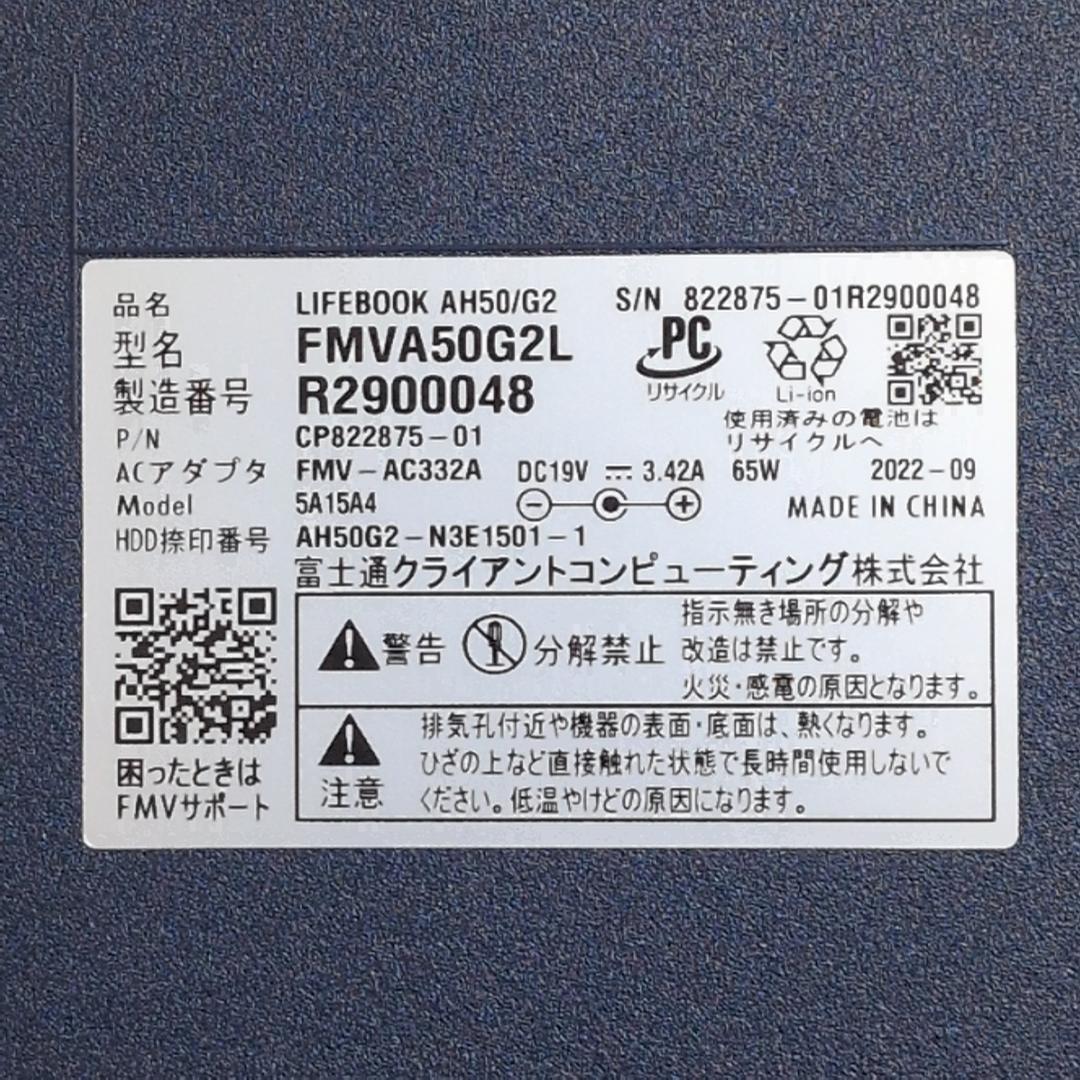 品名 LIFEBOOK AH50/G2 S/N 822875-01R2900048
型名 FMVA50G2L
製造番号 R2900048
PC
リサイクル
Li-ion
使用済みの電池は
リサイクルへ
P/N CP822875-01
ACアダプタ FMV-AC332A DC19V ⎓ 3.42A 65W 2022-09
Model 5A15A4 MADE IN CHINA
HDD捺印番号 AH50G2-N3E1501-1
富士通クライアントコンピューティング株式会社
警告 分解禁止
指示無き場所の分解や
改造は禁止です。
火災・感電の原因となります。
注意
排気孔付近や機器の表面・底面は、熱くなります。
ひざの上など直接触れた状態で長時間使用しないで
ください。低温やけどの原因になります。
困ったときは
FMVサポート